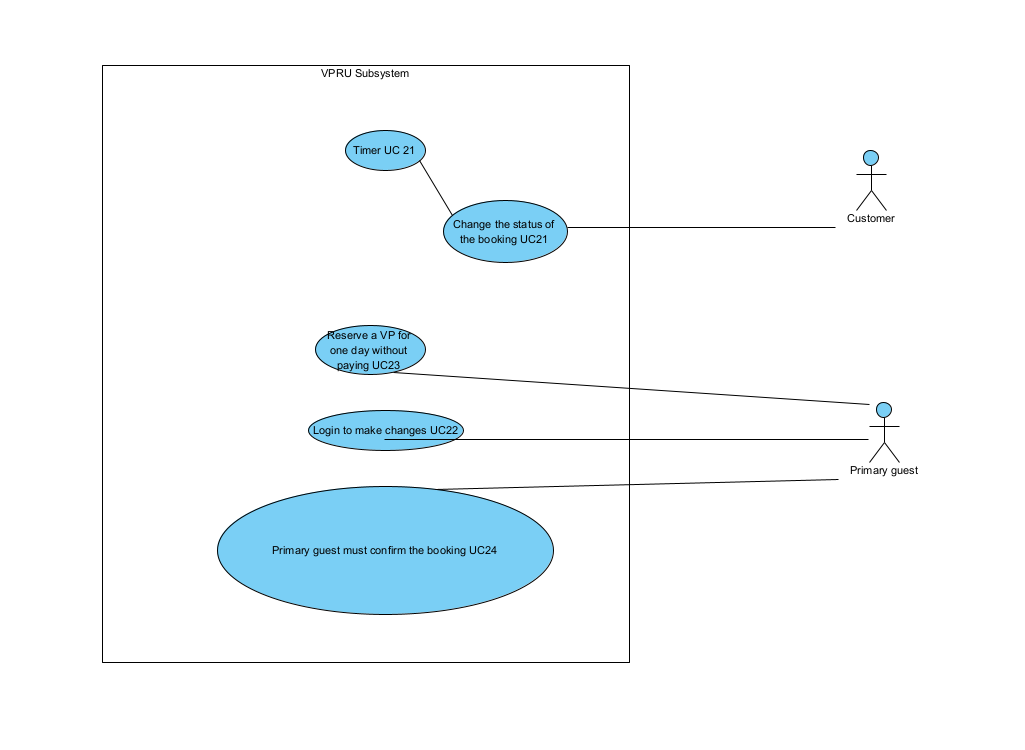 VPRU Subsystem
Timer UC 21
Change the status of
the booking UC21
Customer
Reserve a VP for
one day without
paying UC23
Login to make changes UC22
Primary guest
Primary guest must confirm the booking UC24